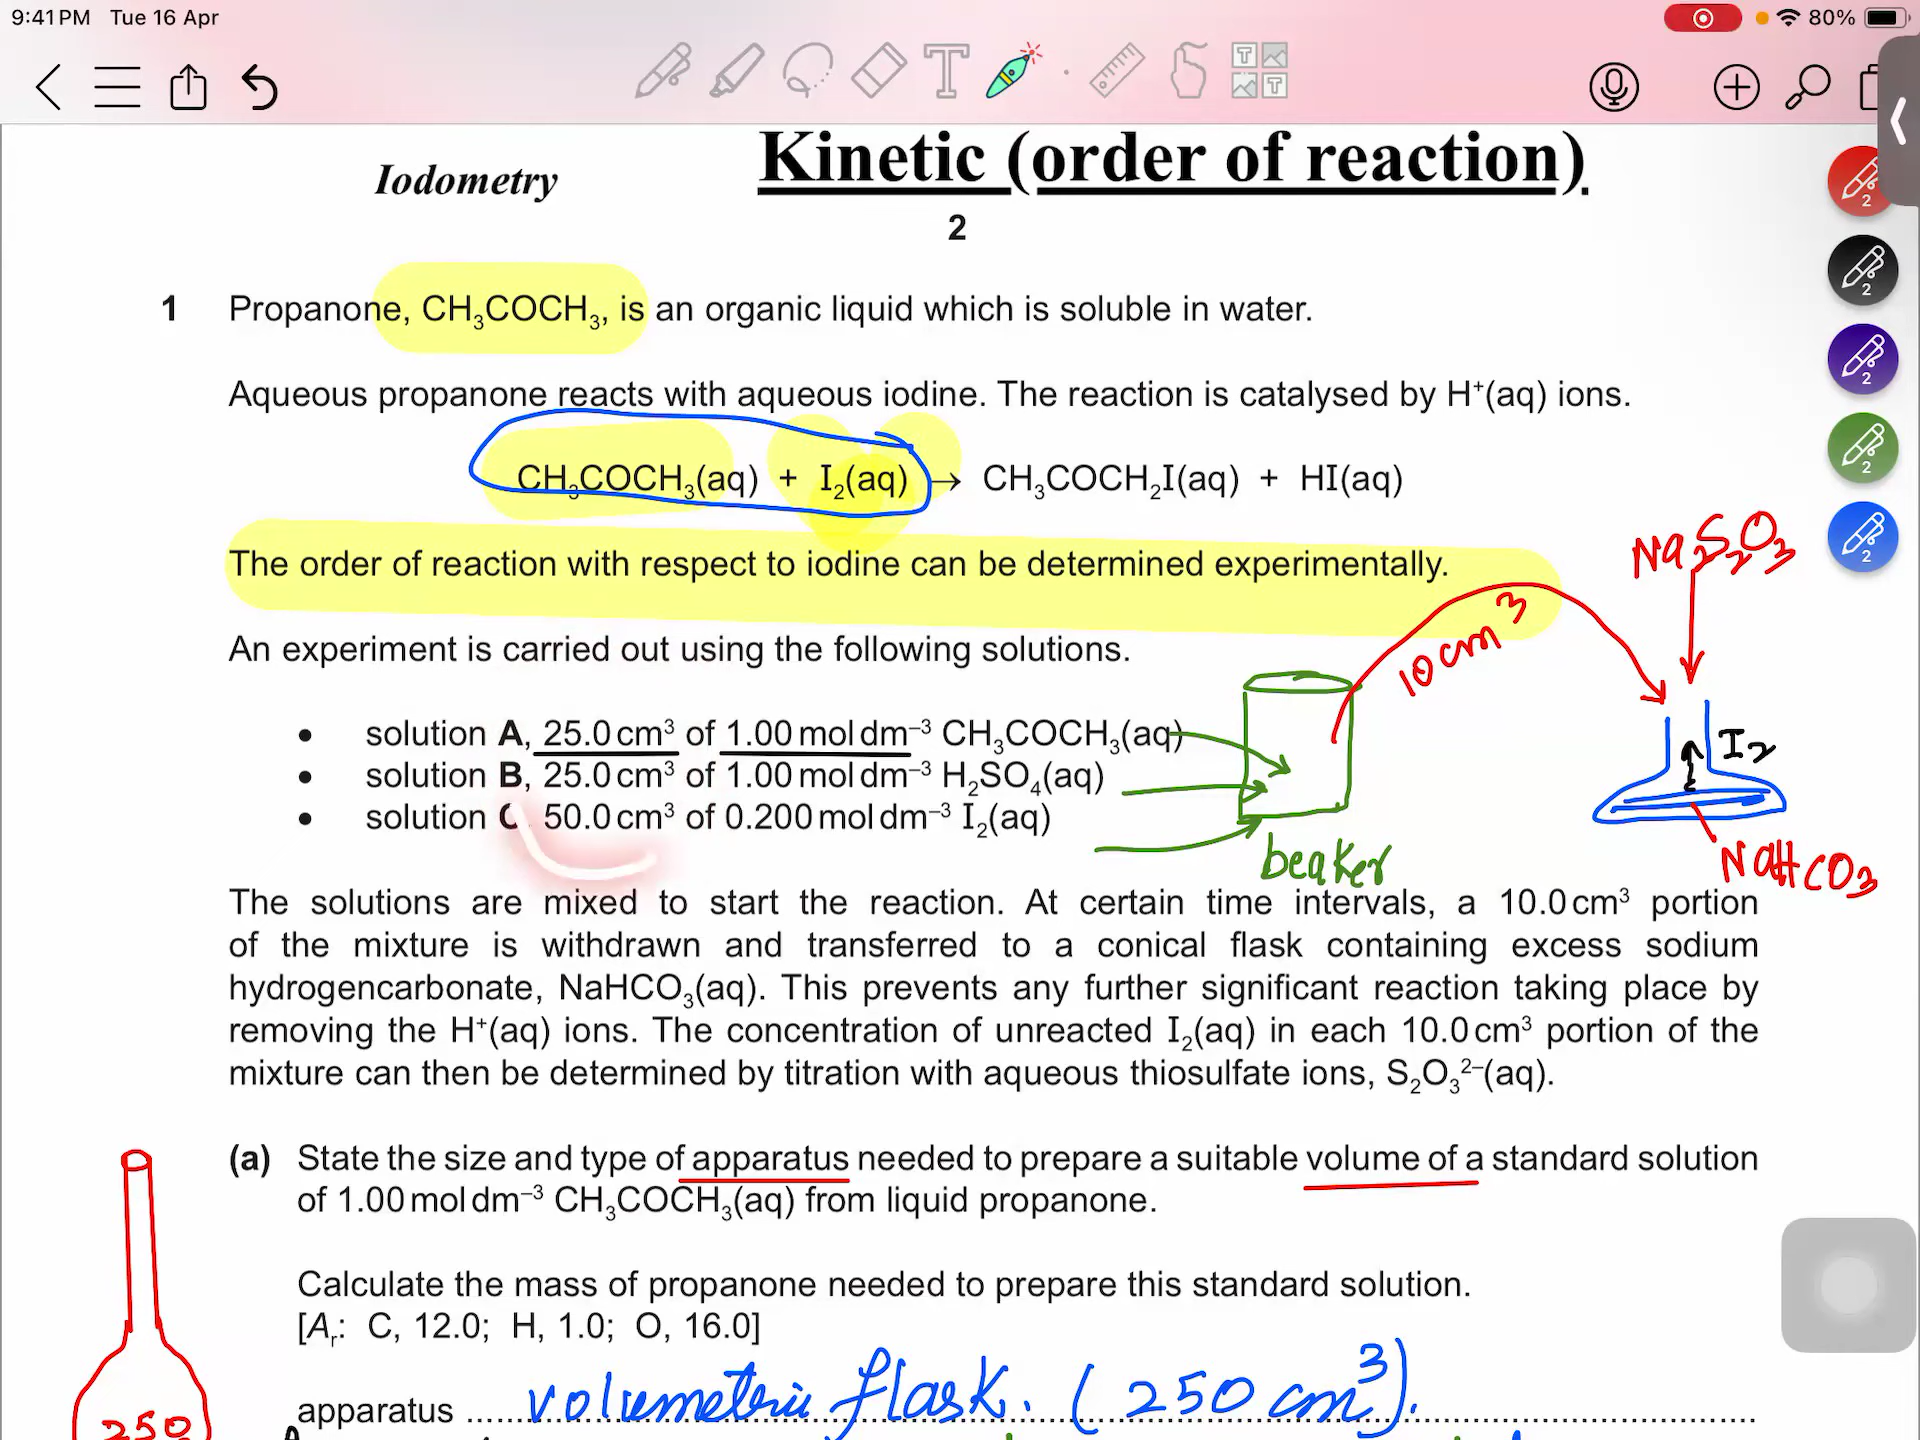 9:41 PM Tue 16 Apr
80%
Iodometry
Kinetic (order of reaction)
2
1 Propanone, CH₃COCH₃, is an organic liquid which is soluble in water.
Aqueous propanone reacts with aqueous iodine. The reaction is catalysed by H⁺(aq) ions.
CH₃COCH₃(aq) + I₂(aq) → CH₃COCH₂I(aq) + HI(aq)
Na₂S₂O₃
The order of reaction with respect to iodine can be determined experimentally.
10 cm³
An experiment is carried out using the following solutions.
• solution A, 25.0 cm³ of 1.00 mol dm⁻³ CH₃COCH₃(aq)
I₂
• solution B, 25.0 cm³ of 1.00 mol dm⁻³ H₂SO₄(aq)
• solution C 50.0 cm³ of 0.200 mol dm⁻³ I₂(aq)
beaker
NaHCO₃
The solutions are mixed to start the reaction. At certain time intervals, a 10.0 cm³ portion
of the mixture is withdrawn and transferred to a conical flask containing excess sodium
hydrogencarbonate, NaHCO₃(aq). This prevents any further significant reaction taking place by
removing the H⁺(aq) ions. The concentration of unreacted I₂(aq) in each 10.0 cm³ portion of the
mixture can then be determined by titration with aqueous thiosulfate ions, S₂O₃²⁻(aq).
(a) State the size and type of apparatus needed to prepare a suitable volume of a standard solution
of 1.00 mol dm⁻³ CH₃COCH₃(aq) from liquid propanone.
Calculate the mass of propanone needed to prepare this standard solution.
[Aᵣ: C, 12.0; H, 1.0; O, 16.0]
apparatus volumetric flask. (250 cm³).
250